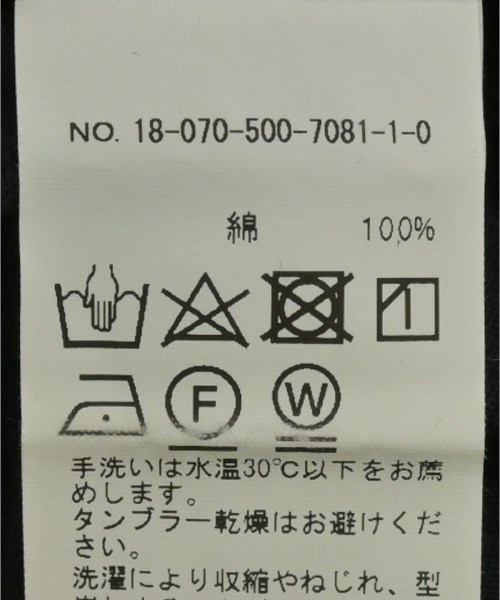 NO. 18-070-500-7081-1-0
綿 100%
F W
手洗いは水温30℃以下をお薦
めします。
タンブラー乾燥はお避けくだ
さい。
洗濯により収縮やねじれ、型